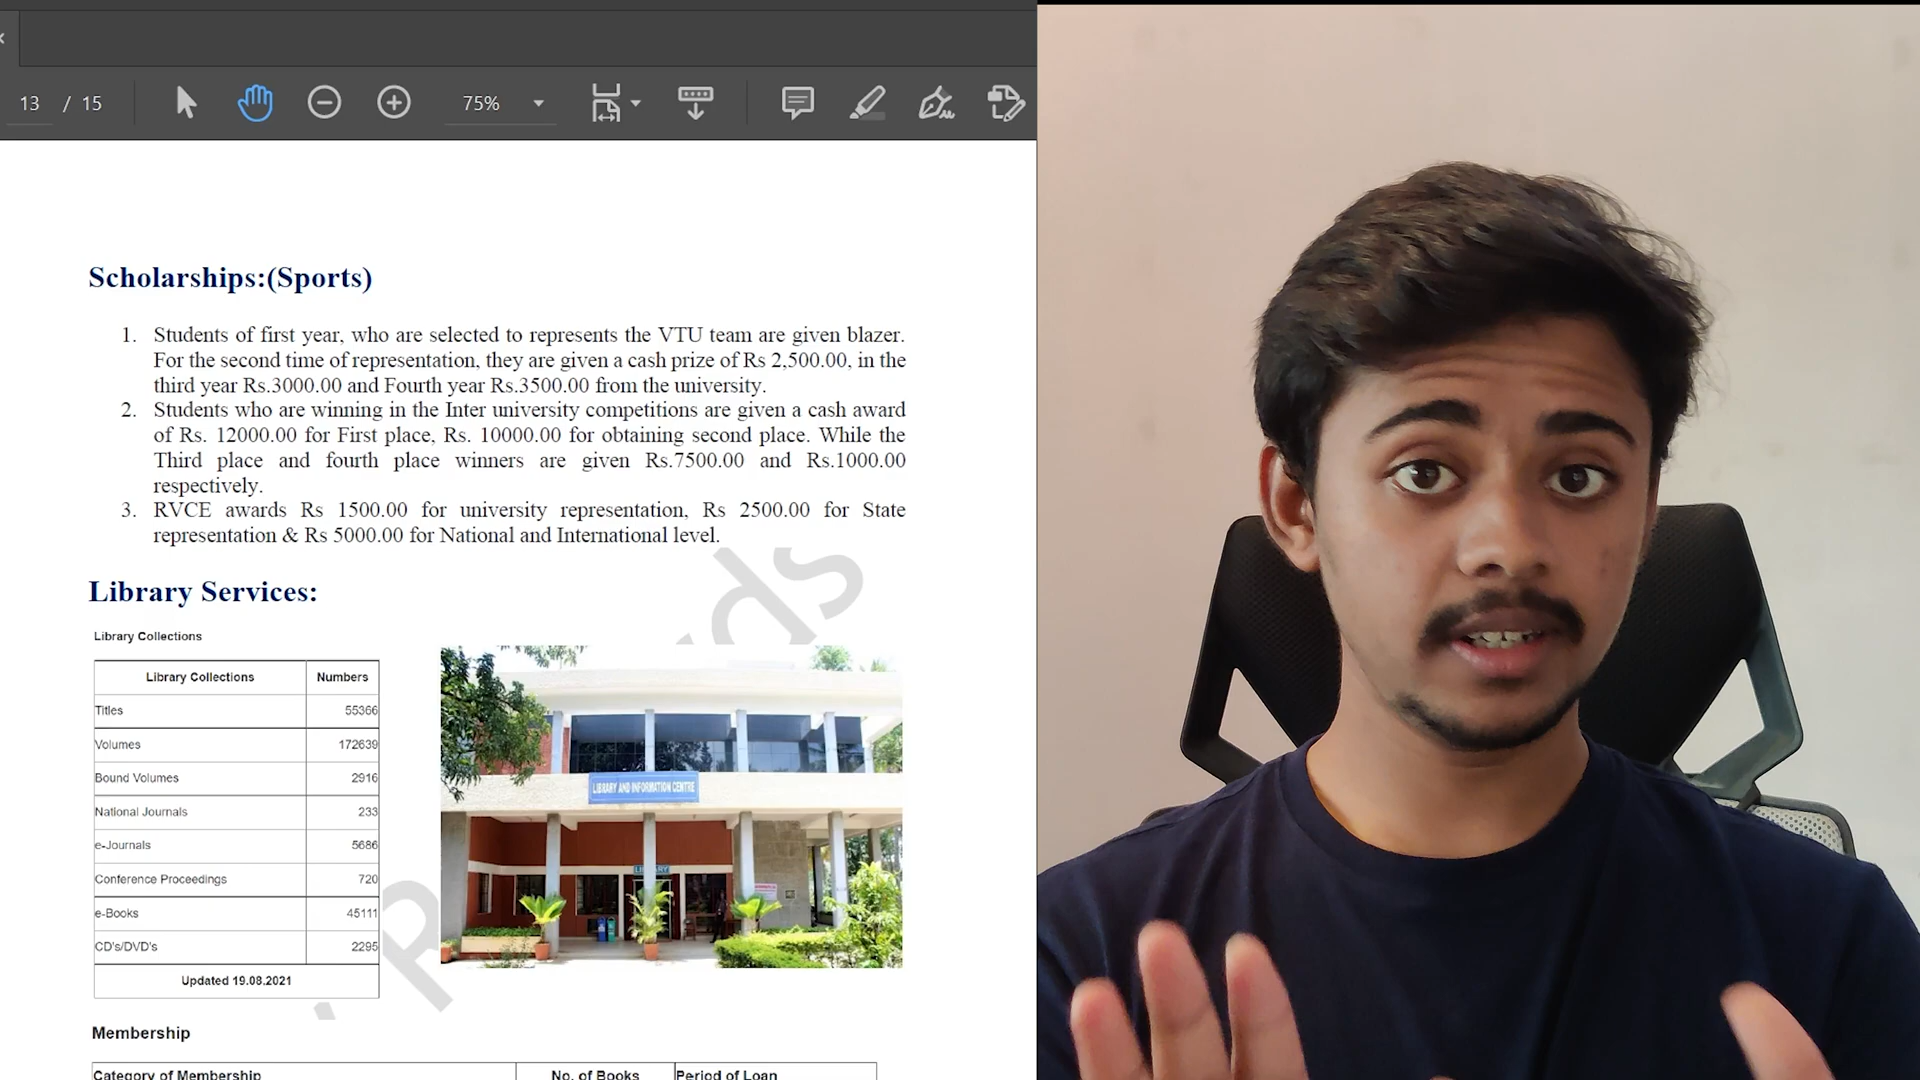 13 / 15
75%
Scholarships:(Sports)
1. Students of first year, who are selected to represents the VTU team are given blazer.
For the second time of representation, they are given a cash prize of Rs 2,500.00, in the
third year Rs.3000.00 and Fourth year Rs.3500.00 from the university.
2. Students who are winning in the Inter university competitions are given a cash award
of Rs. 12000.00 for First place, Rs. 10000.00 for obtaining second place. While the
Third place and fourth place winners are given Rs.7500.00 and Rs.1000.00
respectively.
3. RVCE awards Rs 1500.00 for university representation, Rs 2500.00 for State
representation & Rs 5000.00 for National and International level.
Library Services:
Library Collections
Library Collections Numbers
Titles 55366
Volumes 172639
Bound Volumes 2916
National Journals 233
e-Journals 5686
Conference Proceedings 720
e-Books 45111
CD's/DVD's 2295
Updated 19.08.2021
LIBRARY AND INFORMATION CENTRE
LIBRARY
Membership
Category of Membership No. of Books Period of Loan